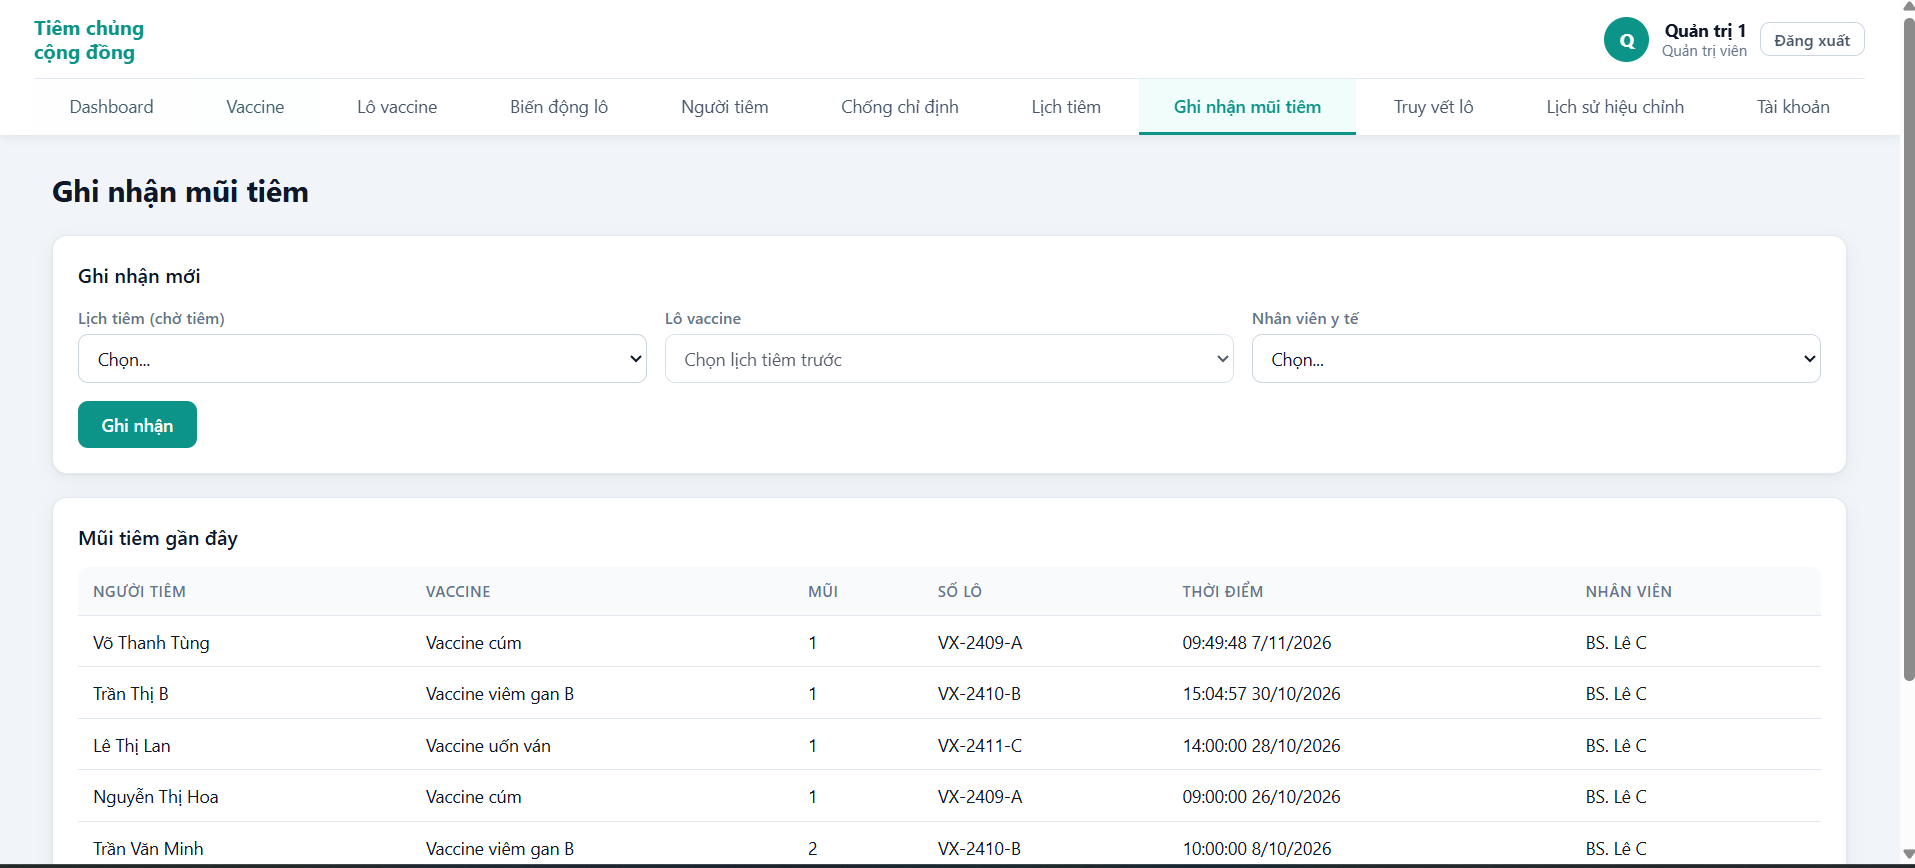 Tiêm chủng
cộng đồng
Q
Quản trị 1
Quản trị viên
Đăng xuất
Dashboard
Vaccine
Lô vaccine
Biến động lô
Người tiêm
Chống chỉ định
Lịch tiêm
Ghi nhận mũi tiêm
Truy vết lô
Lịch sử hiệu chỉnh
Tài khoản
Ghi nhận mũi tiêm
Ghi nhận mới
Lịch tiêm (chờ tiêm)
Lô vaccine
Nhân viên y tế
Chọn...
Chọn lịch tiêm trước
Chọn...
Ghi nhận
Mũi tiêm gần đây
NGƯỜI TIÊM VACCINE MŨI SỐ LÔ THỜI ĐIỂM NHÂN VIÊN
Võ Thanh Tùng Vaccine cúm 1 VX-2409-A 09:49:48 7/11/2026 BS. Lê C
Trần Thị B Vaccine viêm gan B 1 VX-2410-B 15:04:57 30/10/2026 BS. Lê C
Lê Thị Lan Vaccine uốn ván 1 VX-2411-C 14:00:00 28/10/2026 BS. Lê C
Nguyễn Thị Hoa Vaccine cúm 1 VX-2409-A 09:00:00 26/10/2026 BS. Lê C
Trần Văn Minh Vaccine viêm gan B 2 VX-2410-B 10:00:00 8/10/2026 BS. Lê C